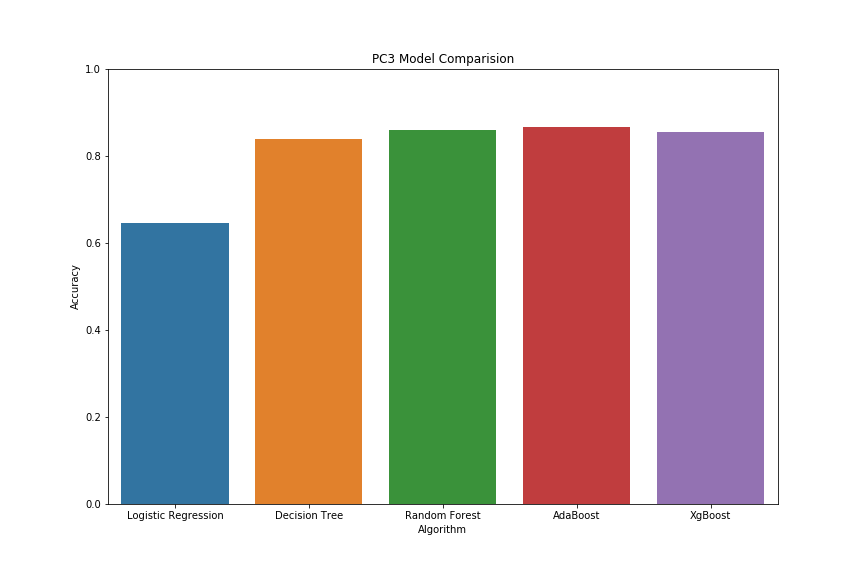 PC3 Model Comparision
1.0
0.8
0.6
0.4
0.2
0.0
Accuracy
Logistic Regression Decision Tree Random Forest AdaBoost XgBoost
Algorithm